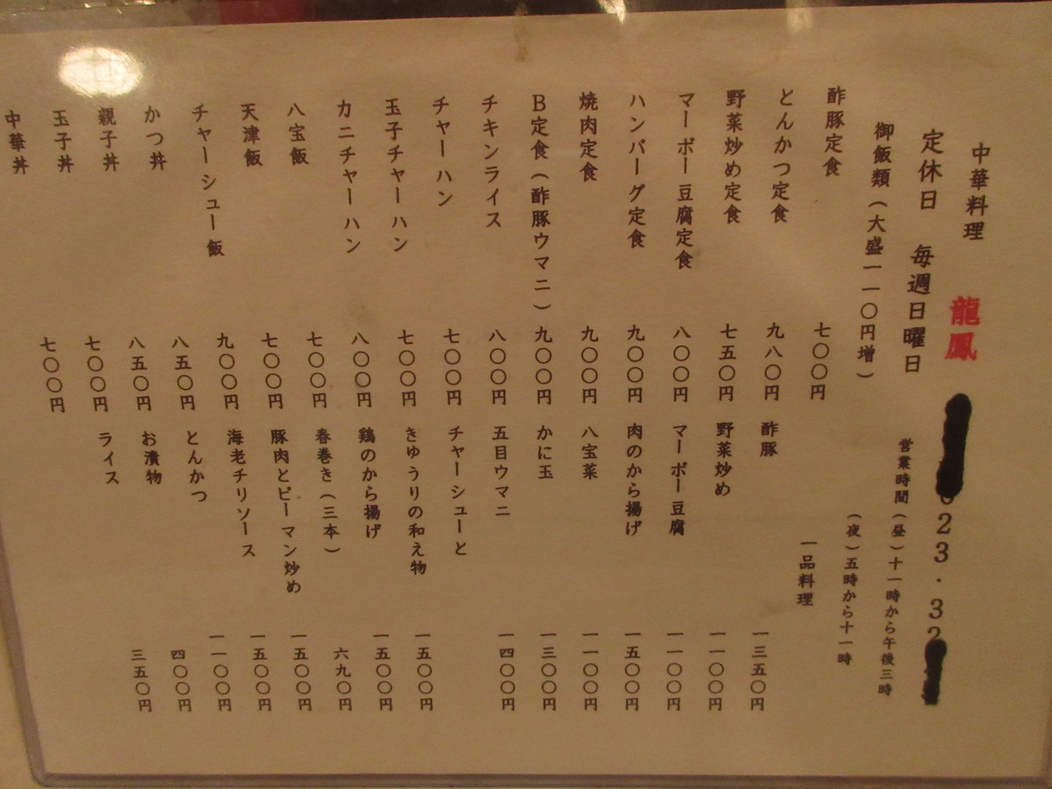 中華料理 龍鳳 23・32
定休日 毎週日曜日
営業時間(昼)十一時から午後三時
(夜)五時から十一時
御飯類(大盛一一〇円増)
酢豚定食 七〇〇円
とんかつ定食 九八〇円
野菜炒め定食 七五〇円
マーボー豆腐定食 八〇〇円
ハンバーグ定食 九〇〇円
焼肉定食 九〇〇円
B定食(酢豚ウマニ) 九〇〇円
チキンライス 八〇〇円
チャーハン 七〇〇円
玉子チャーハン 七〇〇円
カニチャーハン 八〇〇円
八宝飯 七〇〇円
天津飯 七〇〇円
チャーシュー飯 九〇〇円
かつ丼 八五〇円
親子丼 八五〇円
玉子丼 七〇〇円
中華丼 七〇〇円
一品料理
酢豚 一三五〇円
野菜炒め 一一〇〇円
マーボー豆腐 一一〇〇円
肉のから揚げ 一五〇〇円
八宝菜 一一〇〇円
かに玉 一三〇〇円
五目ウマニ 一四〇〇円
チャーシューと
きゅうりの和え物 一五〇〇円
鶏のから揚げ 一五〇〇円
春巻き(三本) 六九〇円
豚肉とピーマン炒め 一五〇〇円
海老チリソース 一五〇〇円
とんかつ 一一〇〇円
お漬物 四〇〇円
ライス 三五〇円